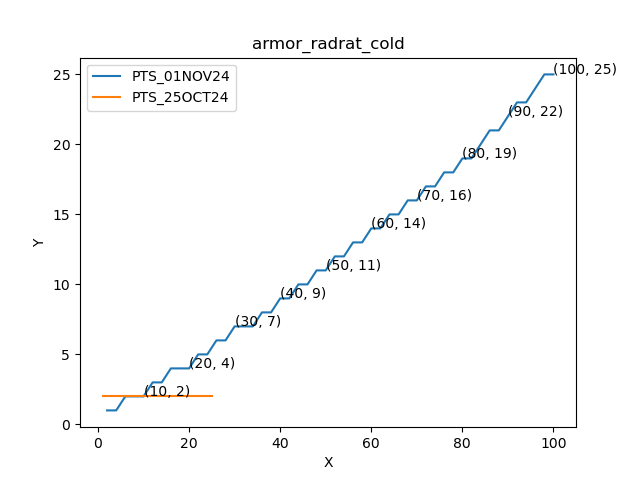 armor_radrat_cold
PTS_01NOV24
PTS_25OCT24
(100, 25)
25
(90, 22)
20
(80, 19)
(70, 16)
15
(60, 14)
(50, 11)
10
(40, 9)
(30, 7)
5
(20, 4)
(10, 2)
0
Y
0 20 40 60 80 100
X